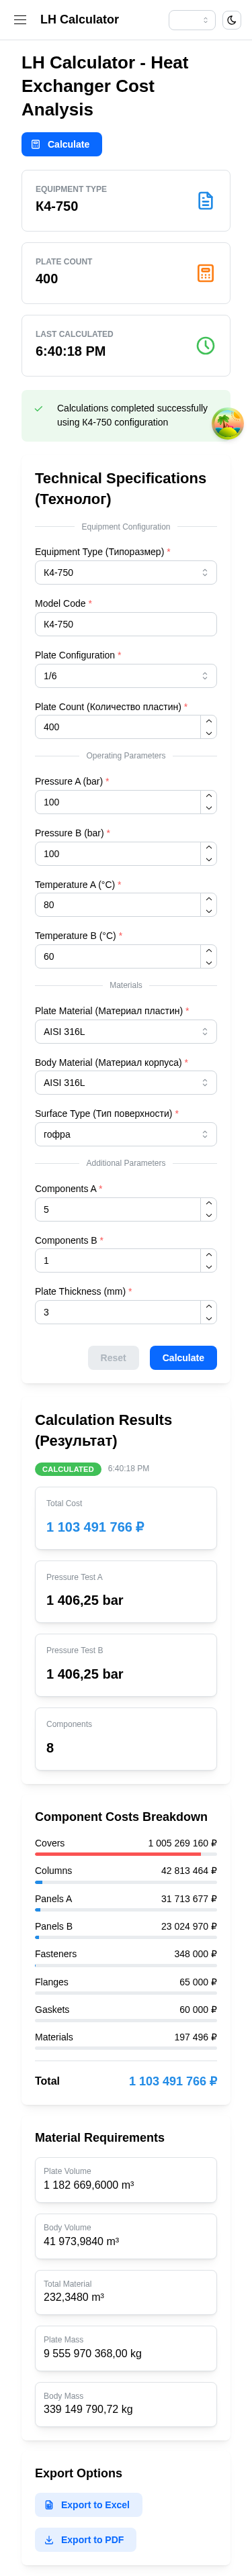 LH Calculator
LH Calculator - Heat
Exchanger Cost
Analysis
Calculate
EQUIPMENT TYPE
К4-750
PLATE COUNT
400
LAST CALCULATED
6:40:18 PM
Calculations completed successfully
using К4-750 configuration
Technical Specifications
(Технолог)
Equipment Configuration
Equipment Type (Типоразмер) *
К4-750
Model Code *
К4-750
Plate Configuration *
1/6
Plate Count (Количество пластин) *
400
Operating Parameters
Pressure A (bar) *
100
Pressure B (bar) *
100
Temperature A (°C) *
80
Temperature B (°C) *
60
Materials
Plate Material (Материал пластин) *
AISI 316L
Body Material (Материал корпуса) *
AISI 316L
Surface Type (Тип поверхности) *
гофра
Additional Parameters
Components A *
5
Components B *
1
Plate Thickness (mm) *
3
Reset
Calculate
Calculation Results
(Результат)
CALCULATED 6:40:18 PM
Total Cost
1 103 491 766 ₽
Pressure Test A
1 406,25 bar
Pressure Test B
1 406,25 bar
Components
8
Component Costs Breakdown
Covers 1 005 269 160 ₽
Columns 42 813 464 ₽
Panels A 31 713 677 ₽
Panels B 23 024 970 ₽
Fasteners 348 000 ₽
Flanges 65 000 ₽
Gaskets 60 000 ₽
Materials 197 496 ₽
Total 1 103 491 766 ₽
Material Requirements
Plate Volume
1 182 669,6000 m³
Body Volume
41 973,9840 m³
Total Material
232,3480 m³
Plate Mass
9 555 970 368,00 kg
Body Mass
339 149 790,72 kg
Export Options
Export to Excel
Export to PDF